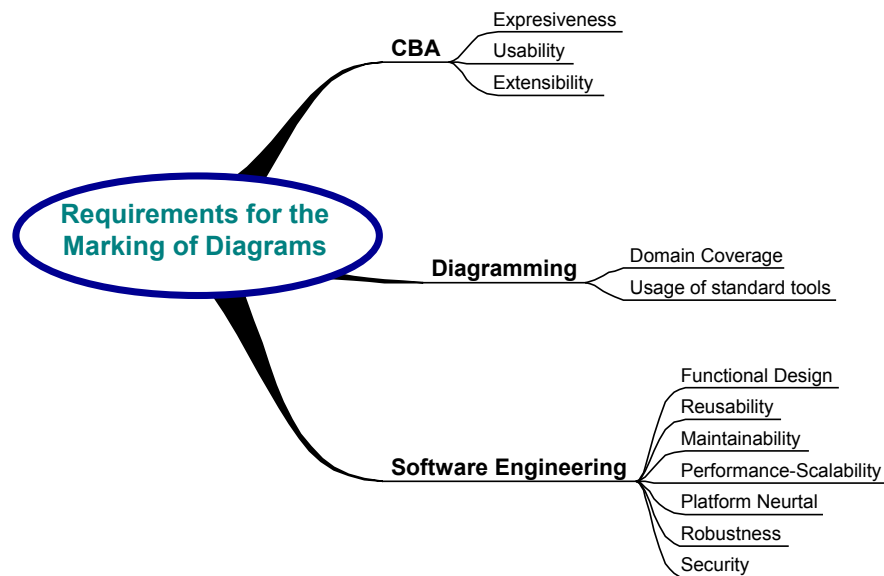 Requirements for the
Marking of Diagrams
CBA
Expresiveness
Usability
Extensibility
Diagramming
Domain Coverage
Usage of standard tools
Software Engineering
Functional Design
Reusability
Maintainability
Performance-Scalability
Platform Neurtal
Robustness
Security